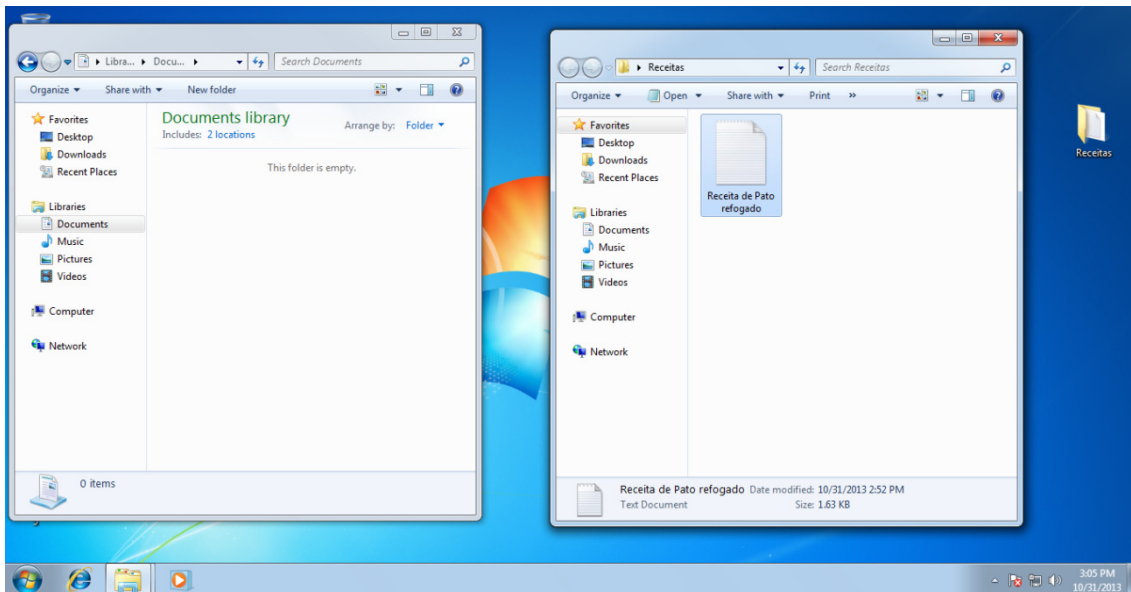 Libra...
Docu...
Search Documents
Organize
Share with
New folder
Favorites
Desktop
Downloads
Recent Places
Libraries
Documents
Music
Pictures
Videos
Computer
Network
Documents library
Includes: 2 locations
Arrange by: Folder
This folder is empty.
0 items
Receitas
Search Receitas
Organize
Open
Share with
Print
»
Favorites
Desktop
Downloads
Recent Places
Libraries
Documents
Music
Pictures
Videos
Computer
Network
Receita de Pato
refogado
Receita de Pato refogado Date modified: 10/31/2013 2:52 PM
Text Document Size: 1.63 KB
Receitas
3:05 PM
10/31/2013